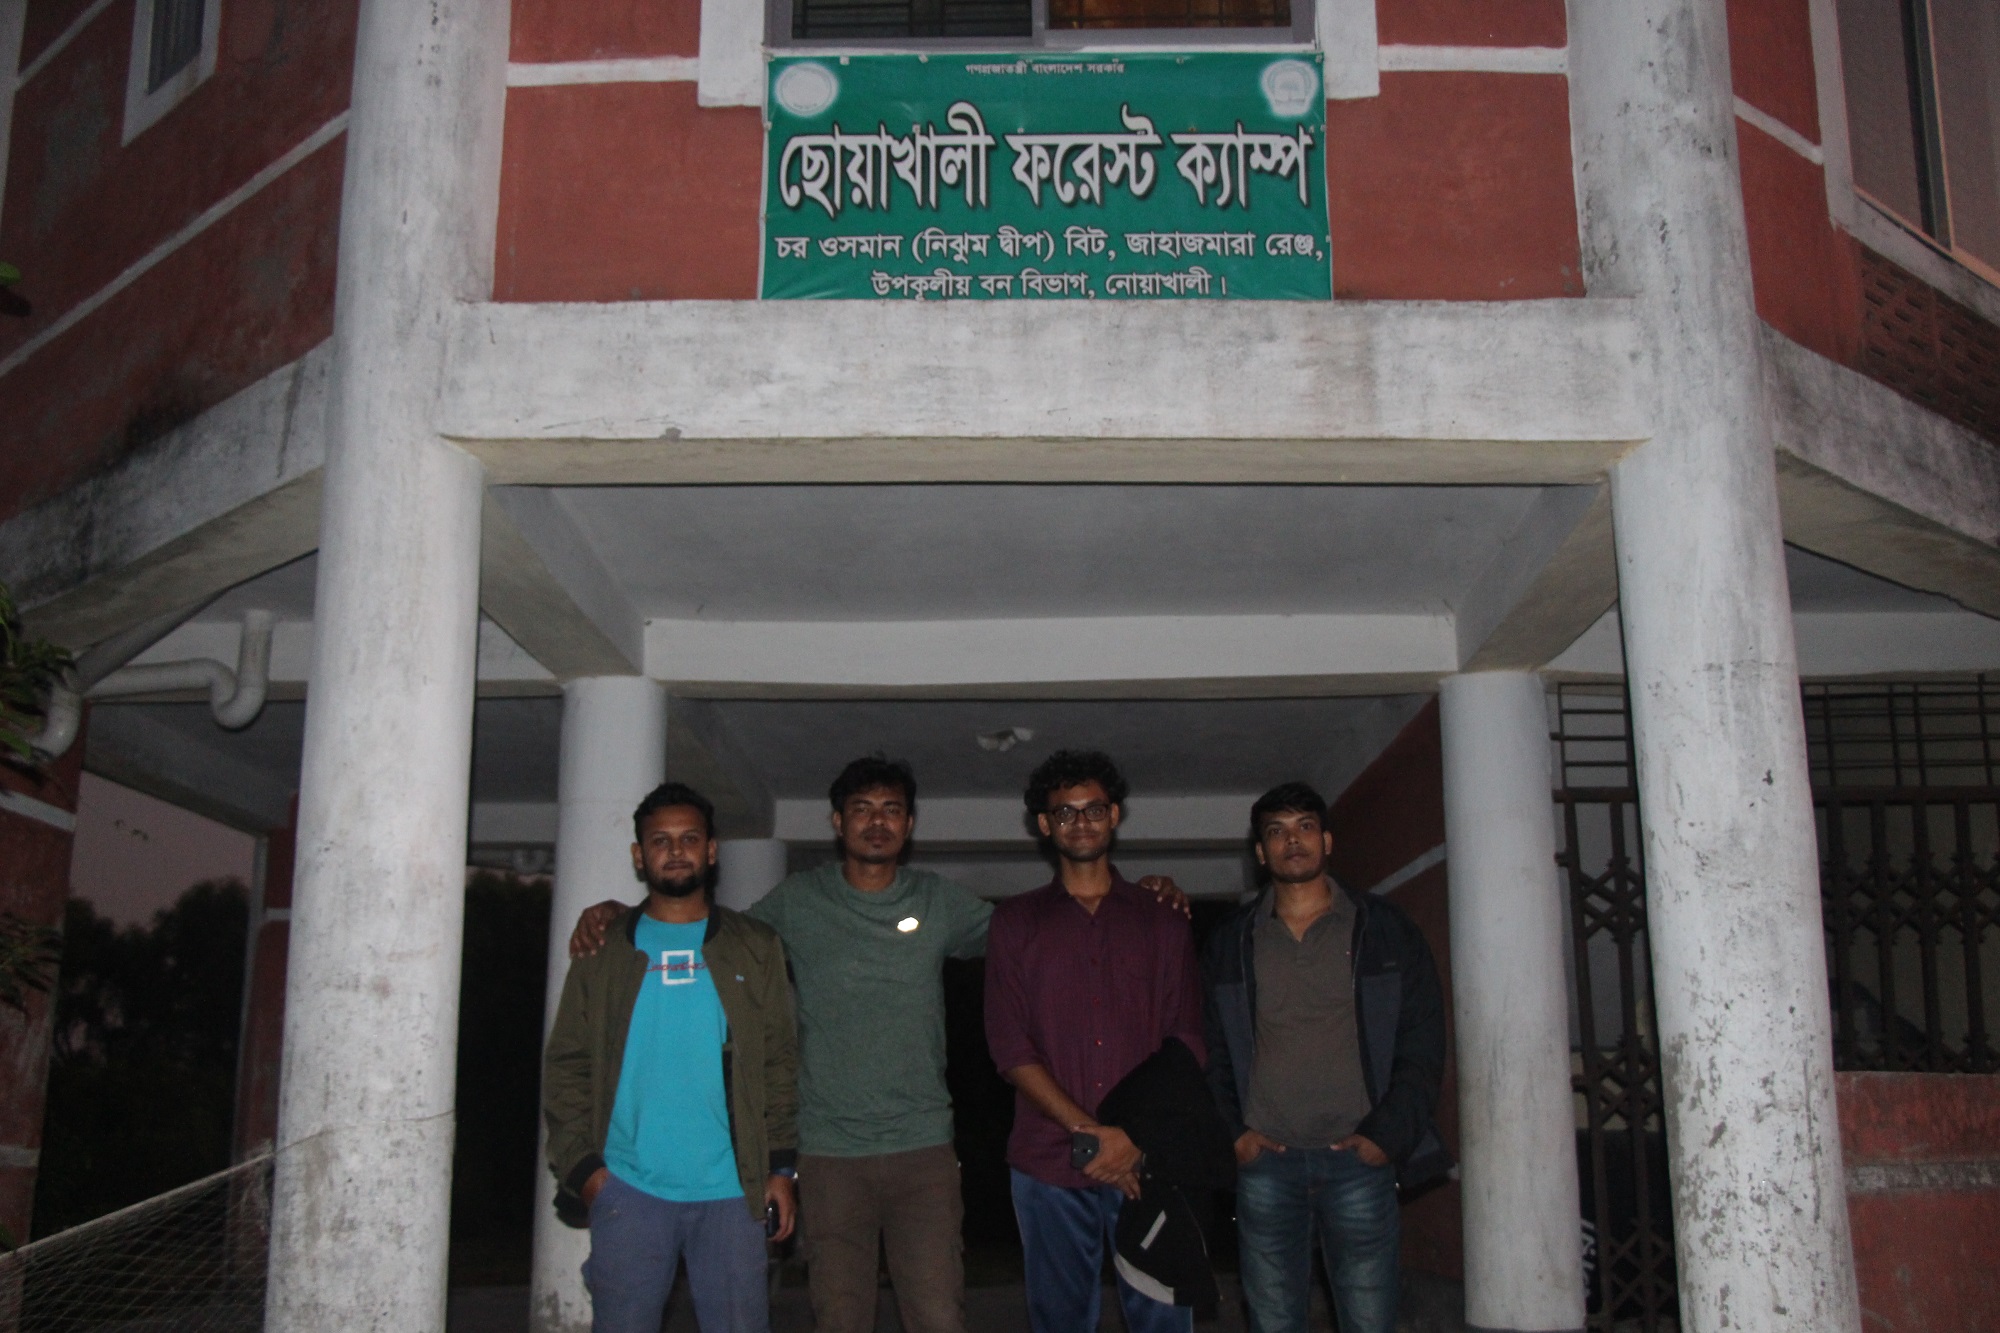 গণপ্রজাতন্ত্রী বাংলাদেশ সরকার
ছোয়াখালী ফরেস্ট ক্যাম্প
চর ওসমান (নিঝুম দ্বীপ) বিট, জাহাজমারা রেঞ্জ,
উপকূলীয় বন বিভাগ, নোয়াখালী।